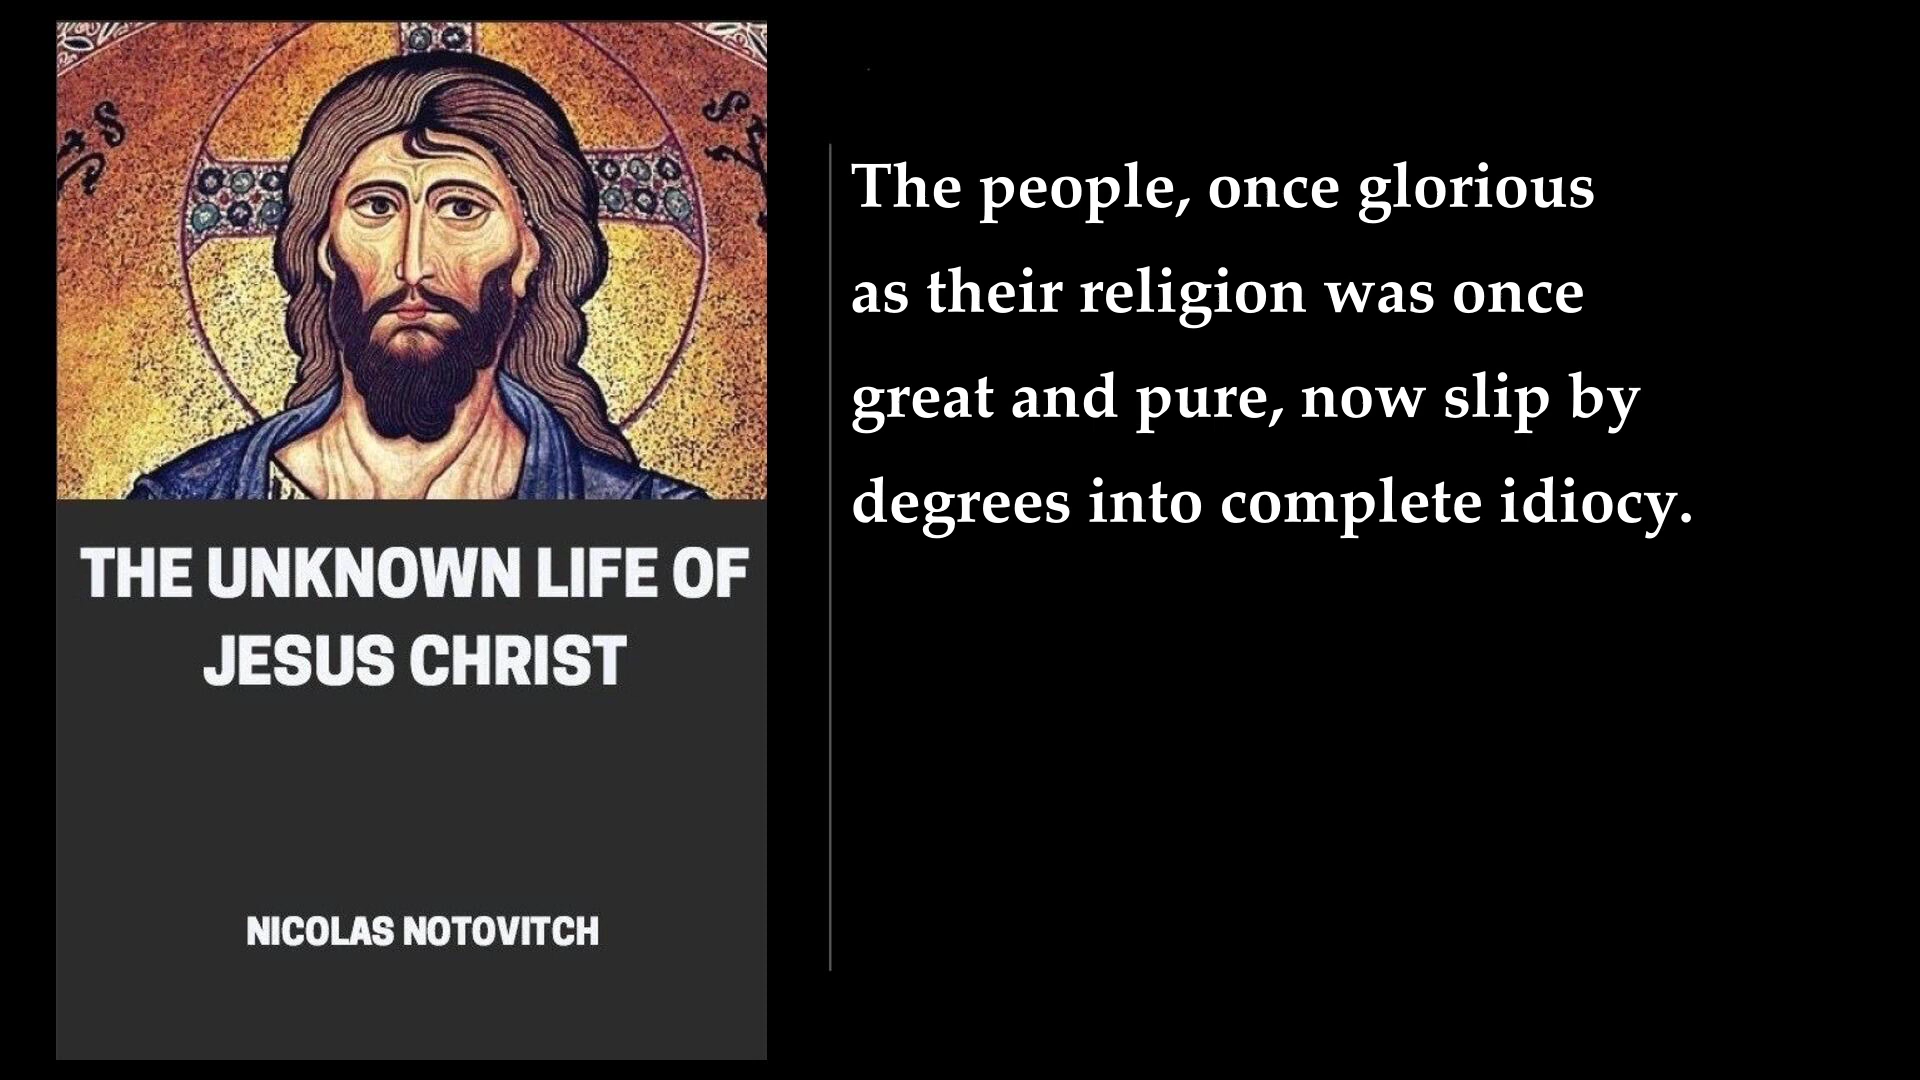 THE UNKNOWN LIFE OF
JESUS CHRIST
NICOLAS NOTOVITCH
The people, once glorious
as their religion was once
great and pure, now slip by
degrees into complete idiocy.